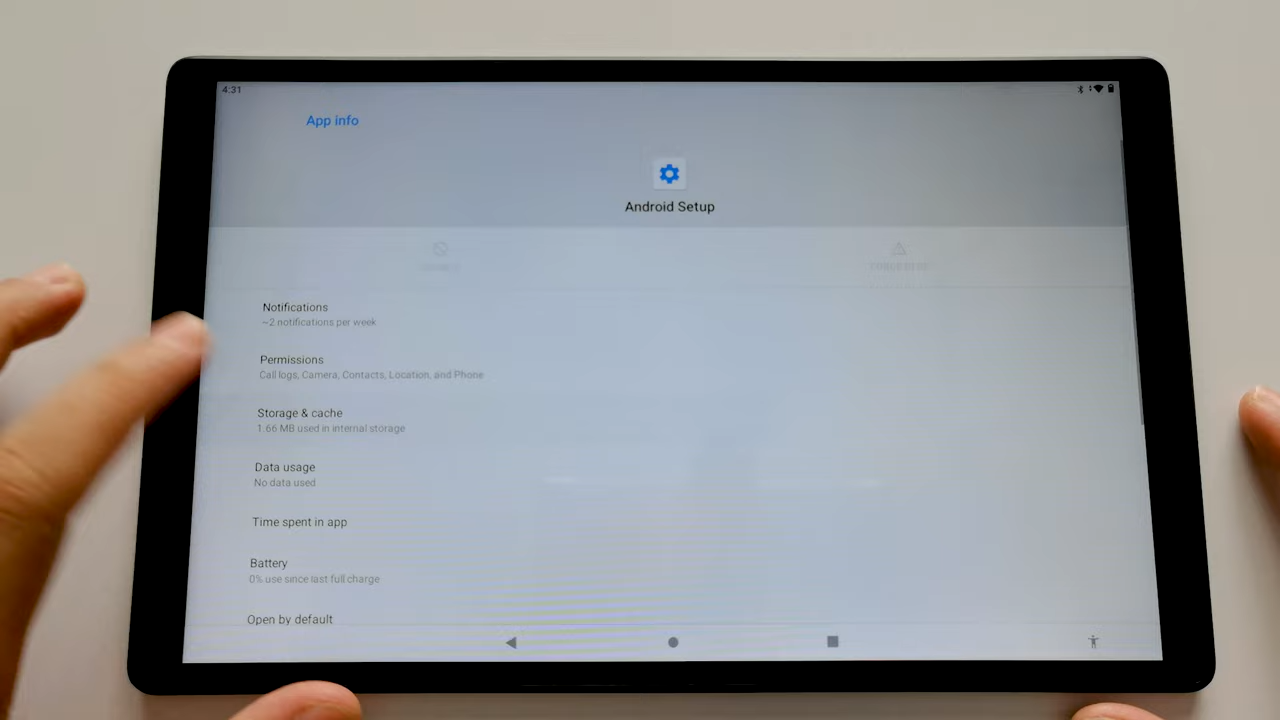 4:31
App info
Android Setup
Notifications
~2 notifications per week
Permissions
Call logs, Camera, Contacts, Location, and Phone
Storage & cache
1.66 MB used in internal storage
Data usage
No data used
Time spent in app
Battery
0% use since last full charge
Open by default